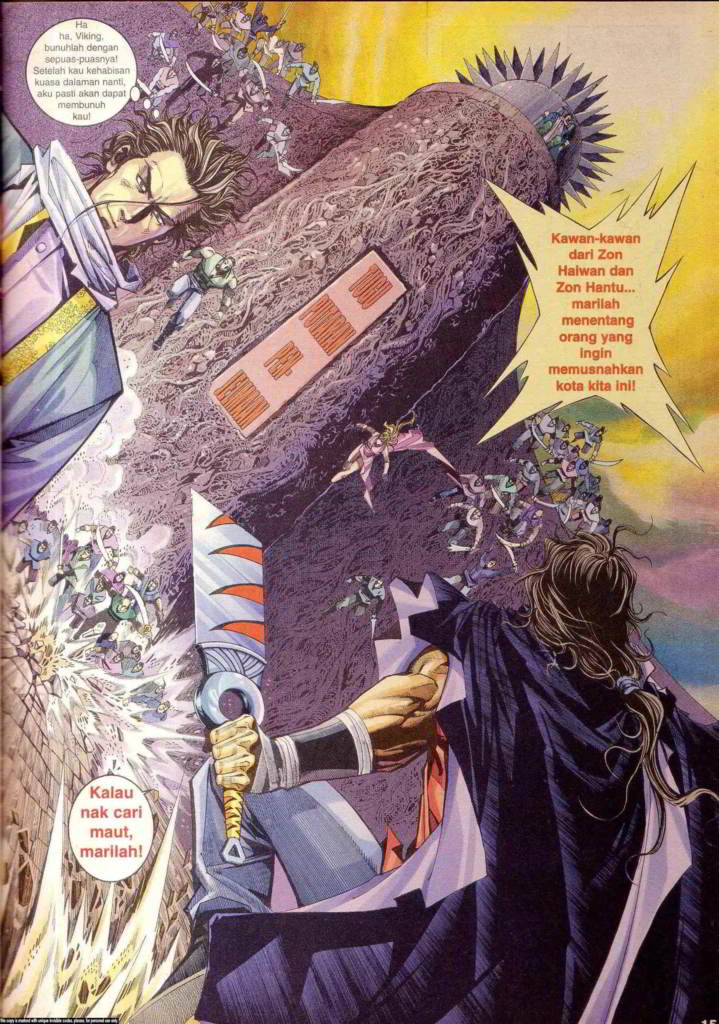 Ha
ha, Viking,
bunuhlah dengan
sepuas-puasnya!
Setelah kau kehabisan
kuasa dalaman nanti,
aku pasti akan dapat
membunuh
kau!
Kawan-kawan
dari Zon
Haiwan dan
Zon Hantu...
marilah
menentang
orang yang
ingin
memusnahkan
kota kita ini!
Kalau
nak cari
maut,
marilah!
15
this copy is marked with unique invisible codes, please, for personal use only